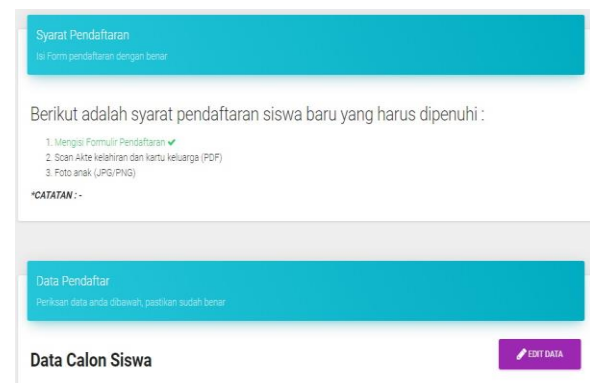 Syarat Pendaftaran
Isi Form pendaftaran dengan benar
Berikut adalah syarat pendaftaran siswa baru yang harus dipenuhi :
1. Mengisi Formulir Pendaftaran ✔
2. Scan Akte kelahiran dan kartu keluarga (PDF)
3. Foto anak (JPG/PNG)
*CATATAN : -
Data Pendaftar
Periksan data anda dibawah, pastikan sudah benar
Data Calon Siswa
EDIT DATA